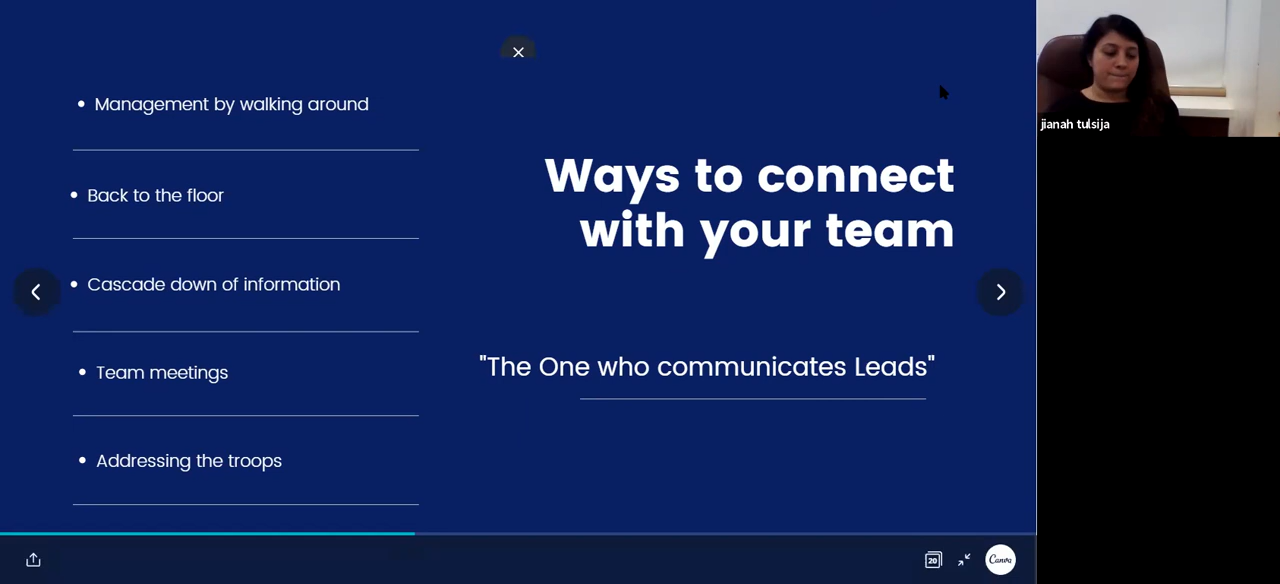 • Management by walking around
• Back to the floor
• Cascade down of information
• Team meetings
• Addressing the troops
Ways to connect
with your team
"The One who communicates Leads"
jianah tulsija
20
Canva